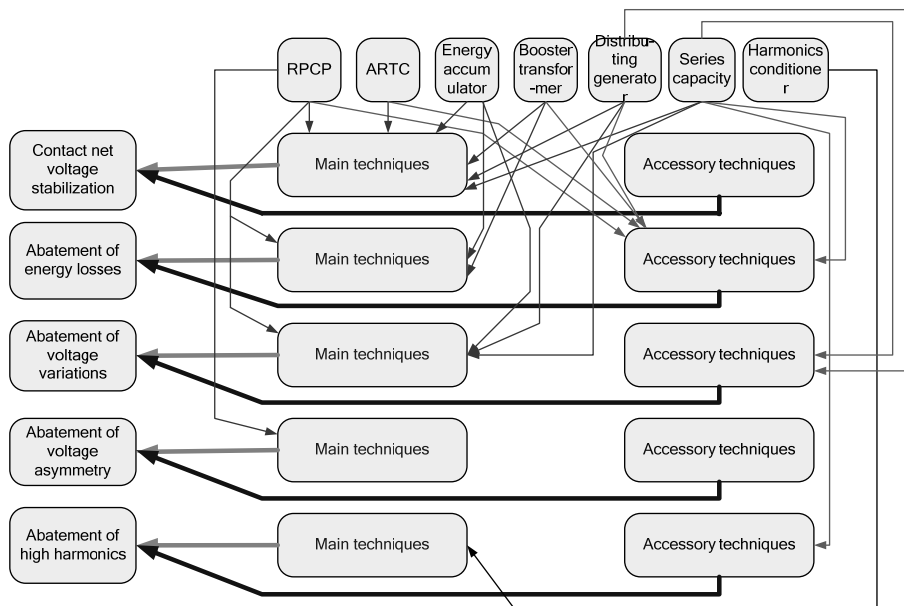 RPCP
ARTC
Energy
accum
ulator
Booster
transfor
-mer
Distribu-
ting
generato
r
Series
capacity
Harmonics
conditione
r
Contact net
voltage
stabilization
Main techniques
Accessory techniques
Abatement of
energy losses
Main techniques
Accessory techniques
Abatement of
voltage
variations
Main techniques
Accessory techniques
Abatement of
voltage
asymmetry
Main techniques
Accessory techniques
Abatement of
high harmonics
Main techniques
Accessory techniques